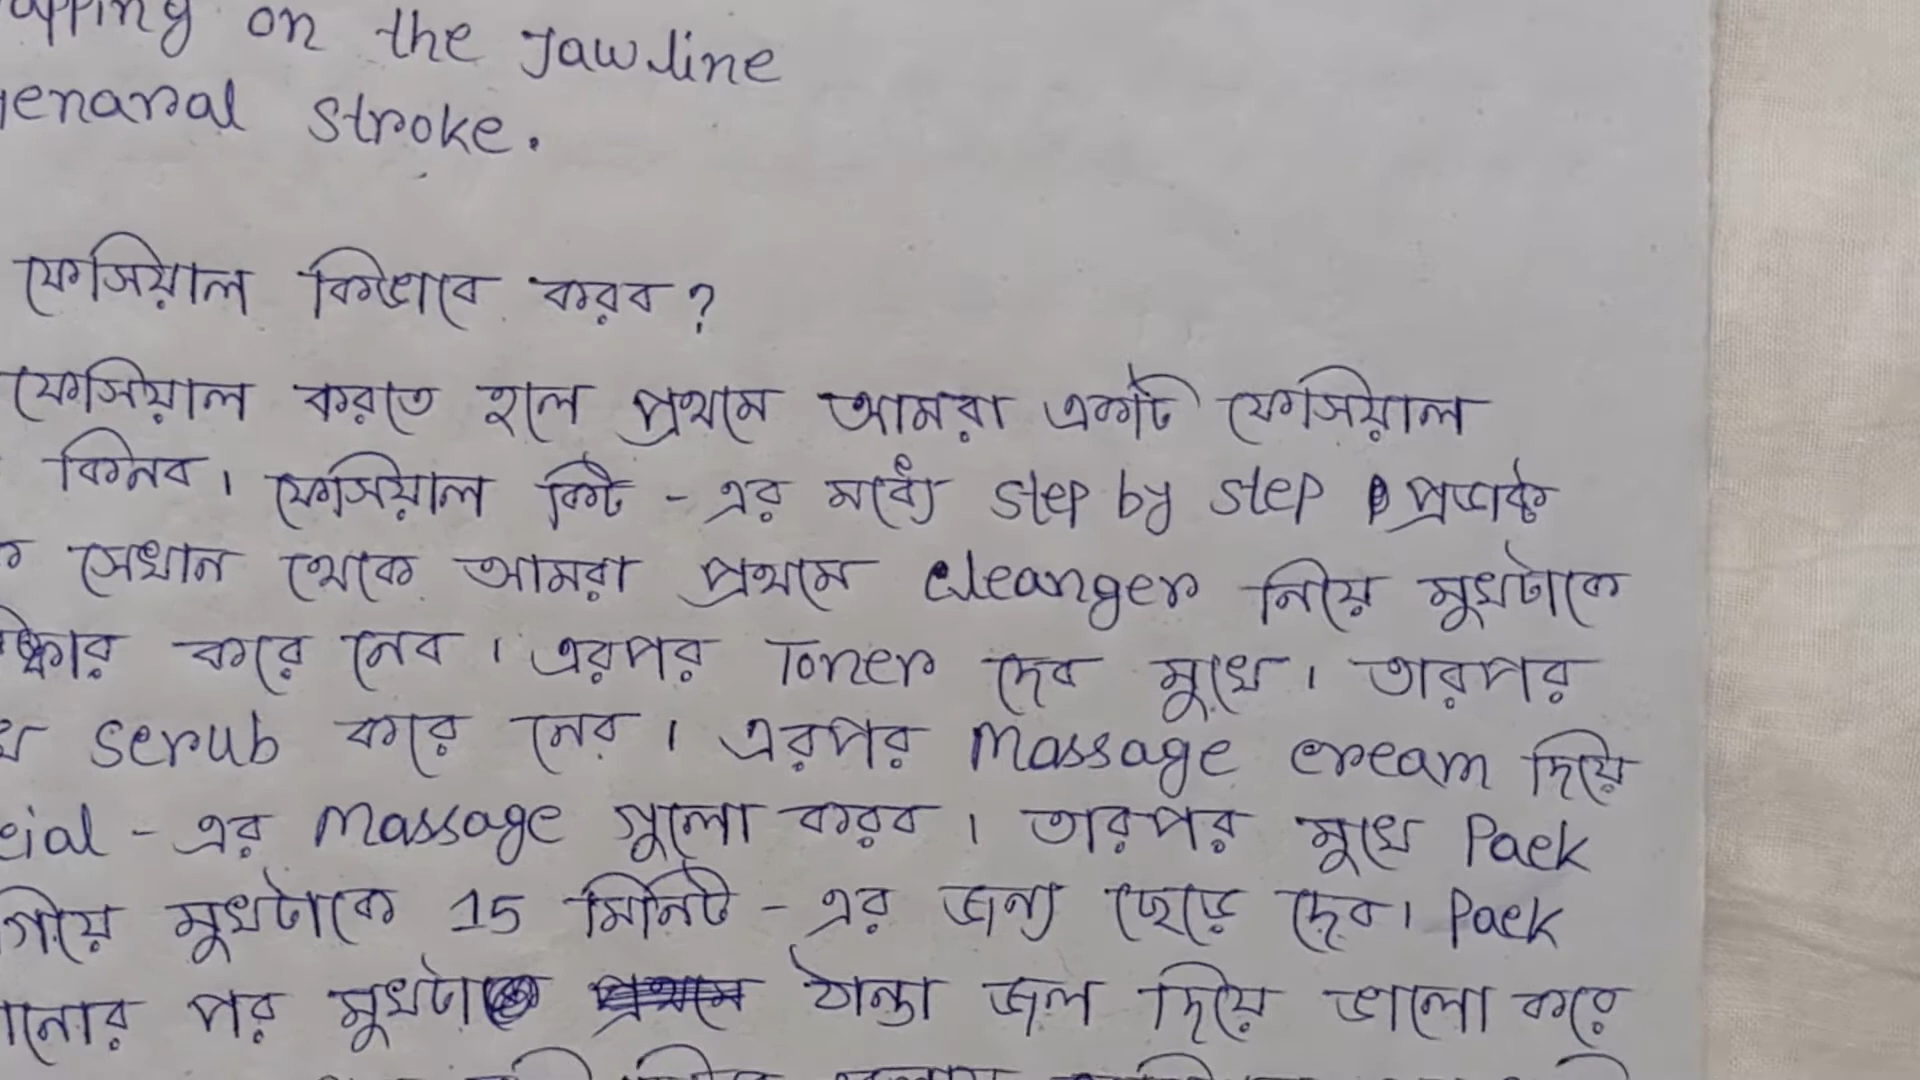 on the Jawline
stroke.
ফেসিয়াল কিভাবে করব ?
ফেসিয়াল করতে হলে প্রথমে আমরা একটি ফেসিয়াল
কিনব। ফেসিয়াল কিট - এর মধ্যে step by step
সেখান থেকে আমরা প্রথমে cleanger নিয়ে মুখটাকে
করে নেব। এরপর Toner দেব মুখে। তারপর
scrub করে নেব। এরপর Massage cream দিয়ে
cial - এর Massage গুলো করব। তারপর মুখে Pack
গিয়ে মুখটাকে 15 মিনিট - এর জন্য ছেড়ে দেব। Pack
নোর পর মুখটা ঠান্ডা জল দিয়ে ভালো করে